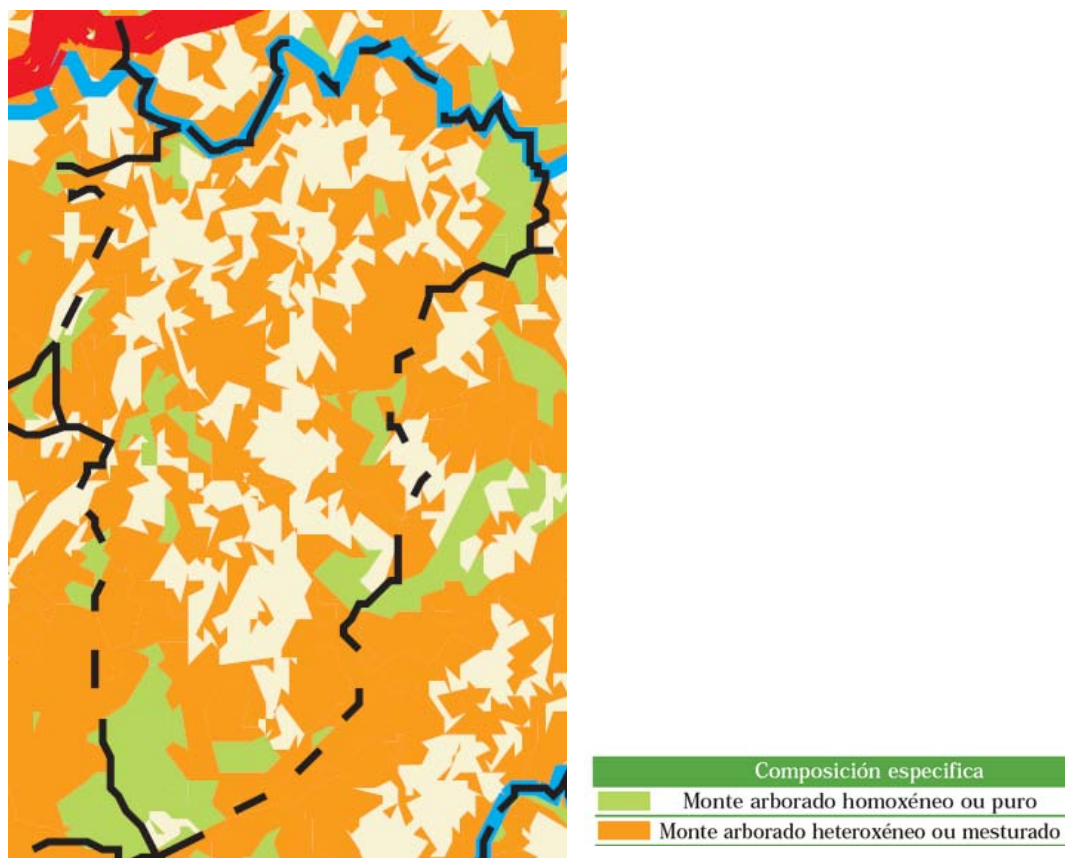 Composición especifica
Monte arborado homoxéneo ou puro
Monte arborado heteroxéneo ou mesturado